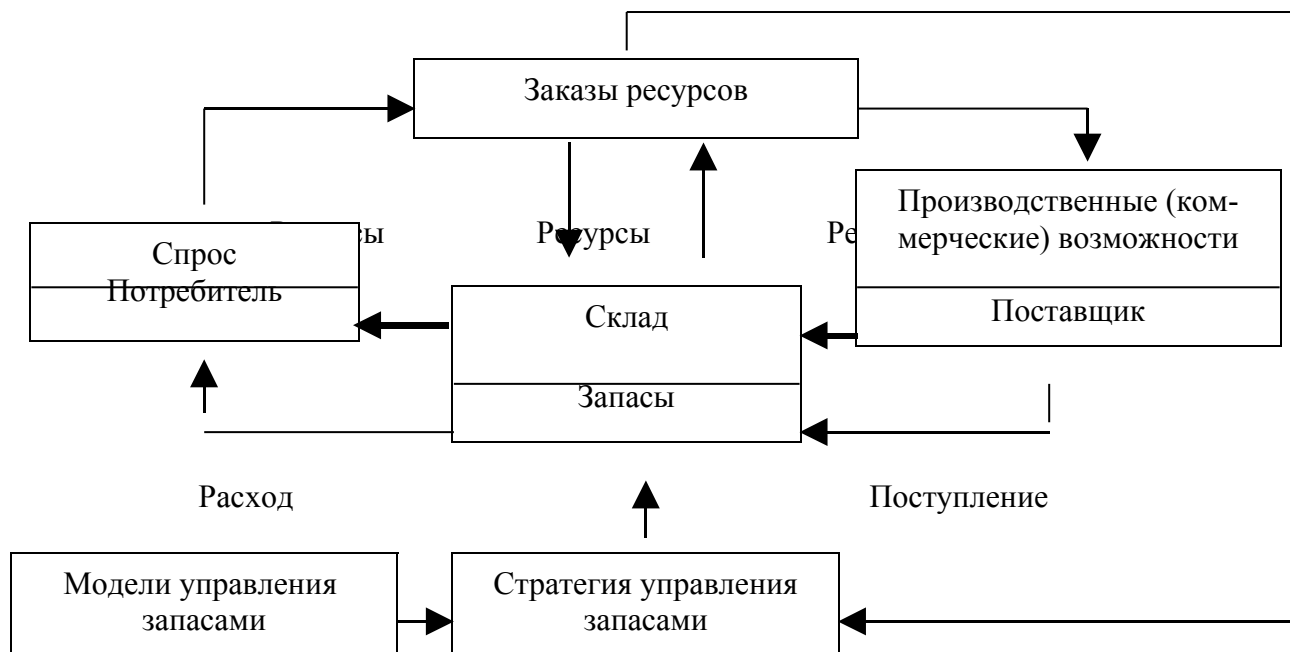 Заказы ресурсов
Производственные (ком-
мерческие) возможности
Ресурсы
Спрос
Потребитель
Склад
Поставщик
Запасы
Расход
Поступление
Модели управления
запасами
Стратегия управления
запасами